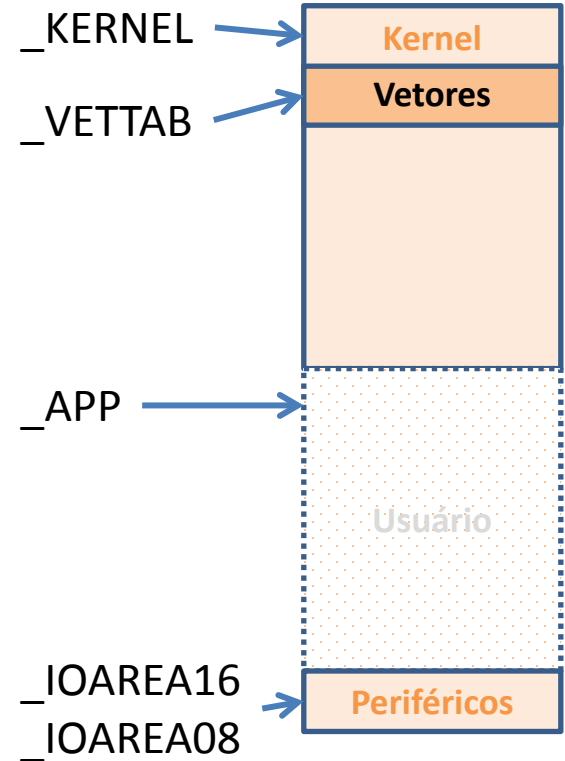 _KERNEL
Kernel
Vetores
_VETTAB
_APP
Usuário
_IOAREA16
Periféricos
_IOAREA08